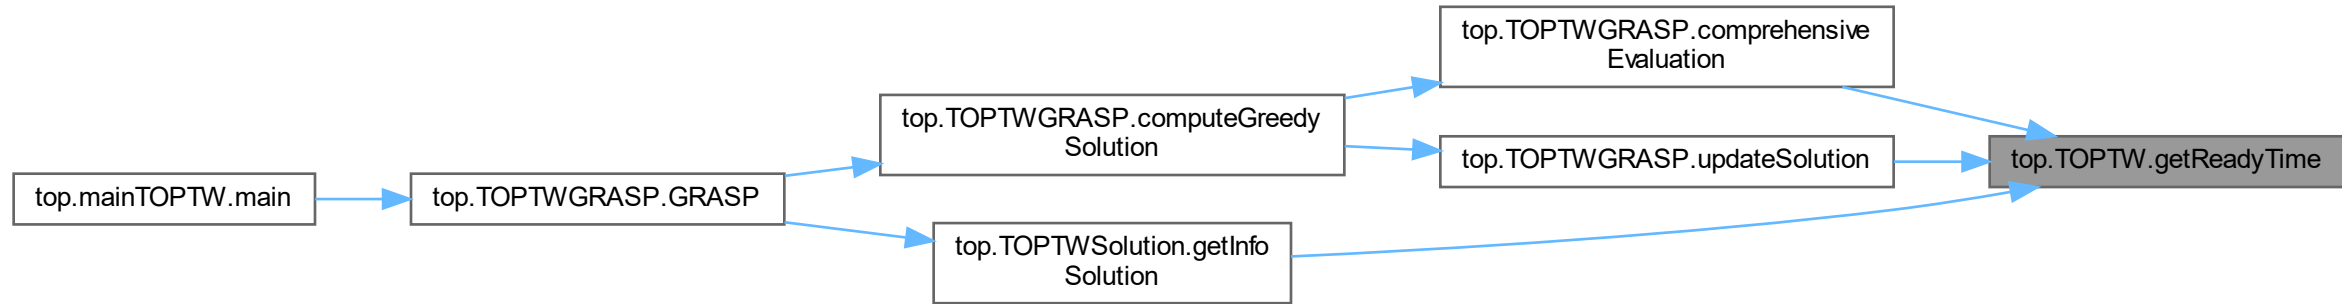 top.mainTOPTW.main
top.TOPTWGRASP.GRASP
top.TOPTWGRASP.computeGreedy
Solution
top.TOPTWSolution.getInfo
Solution
top.TOPTWGRASP.comprehensive
Evaluation
top.TOPTWGRASP.updateSolution
top.TOPTW.getReadyTime